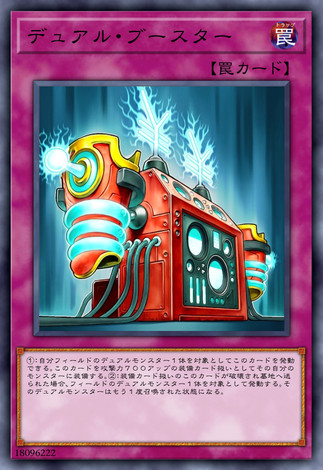 デュアル・ブースター
トラップ
罠
【罠カード】
①:自分フィールドのデュアルモンスター1体を対象としてこのカードを発動
できる。このカードを攻撃力700アップの装備カード扱いとしてその自分の
モンスターに装備する。②:装備カード扱いのこのカードが破壊され墓地へ送
られた場合、フィールドのデュアルモンスター1体を対象として発動する。そ
のデュアルモンスターはもう1度召喚された状態になる。
18096222